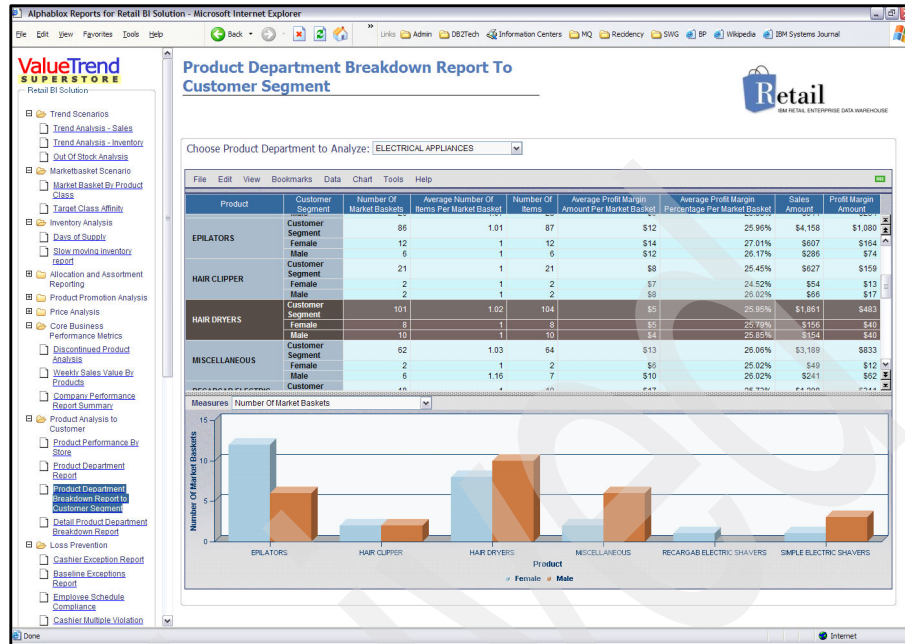 Alphablox Reports for Retail BI Solution - Microsoft Internet Explorer
File Edit View Favorites Tools Help
Back
»
Links Admin DB2Tech Information Centers MQ Recidency SWG BP Wikipedia IBM Systems Journal
ValueTrend
SUPERSTORE
Retail BI Solution
Trend Scenarios
Trend Analysis - Sales
Trend Analysis - Inventory
Out Of Stock Analysis
Marketbasket Scenario
Market Basket By Product
Class
Target Class Affinity
Inventory Analysis
Days of Supply
Slow moving inventory
report
Allocation and Assortment
Reporting
Product Promotion Analysis
Price Analysis
Core Business
Performance Metrics
Discontinued Product
Analysis
Weekly Sales Value By
Products
Company Performance
Report Summary
Product Analysis to
Customer
Product Performance By
Store
Product Department
Report
Product Department
Breakdown Report to
Customer Segment
Detail Product Department
Breakdown Report
Loss Prevention
Cashier Exception Report
Baseline Exceptions
Report
Employee Schedule
Compliance
Cashier Multiple Violation
Product Department Breakdown Report To
Customer Segment
Retail
IBM RETAIL ENTERPRISE DATA WAREHOUSE
Choose Product Department to Analyze: ELECTRICAL APPLIANCES
File Edit View Bookmarks Data Chart Tools Help
Product Customer Segment Number Of Market Baskets Average Number Of Items Per Market Basket Number Of Items Average Profit Margin Amount Per Market Basket Average Profit Margin Percentage Per Market Basket Sales Amount Profit Margin Amount
EPILATORS Customer Segment 86 1.01 87 $12 25.96% $4,158 $1,080
Female 12 1 12 $14 27.01% $607 $164
Male 6 1 6 $12 26.17% $286 $74
HAIR CLIPPER Customer Segment 21 1 21 $8 25.45% $627 $159
Female 2 1 2 $7 24.52% $54 $13
Male 2 1 2 $8 26.02% $66 $17
HAIR DRYERS Customer Segment 101 1.02 104 $5 25.95% $1,861 $483
Female 8 1 8 $5 25.79% $156 $40
Male 10 1 10 $4 25.85% $154 $40
MISCELLANEOUS Customer Segment 62 1.03 64 $13 26.06% $3,189 $833
Female 2 1 2 $6 25.02% $49 $12
Male 6 1.16 7 $10 26.02% $241 $62
Customer
Measures Number Of Market Baskets
Number Of Market Baskets
15
10
5
0
EPILATORS HAIR CLIPPER HAIR DRYERS MISCELLANEOUS RECARGAB ELECTRIC SHAVERS SIMPLE ELECTRIC SHAVERS
Product
Female Male
Done
Internet